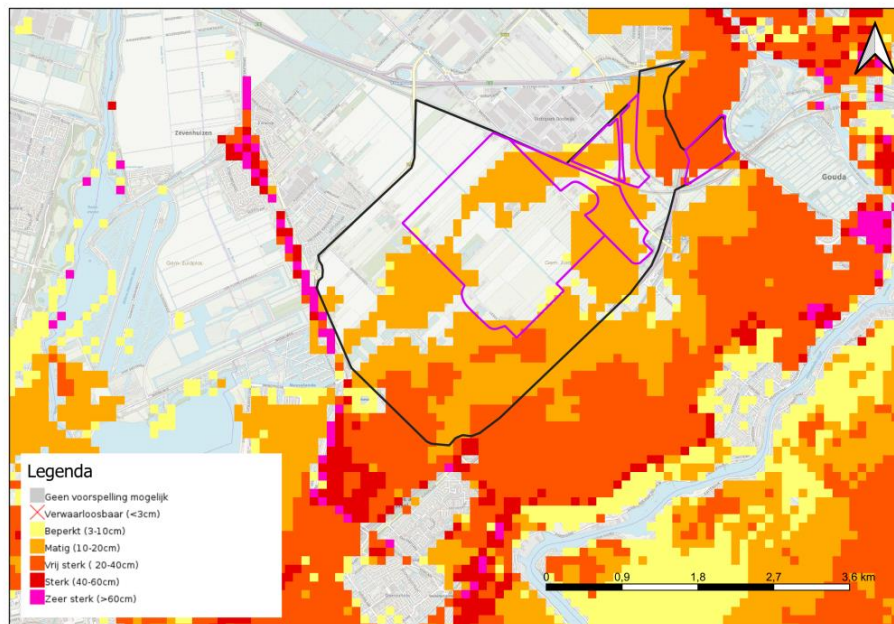 Zevenhuizen
Gouda
Legenda
Geen voorspelling mogelijk
Verwaarloosbaar (<3cm)
Beperkt (3-10cm)
Matig (10-20cm)
Vrij sterk ( 20-40cm)
Sterk (40-60cm)
Zeer sterk (>60cm)
0 0,9 1,8 2,7 3,6 km